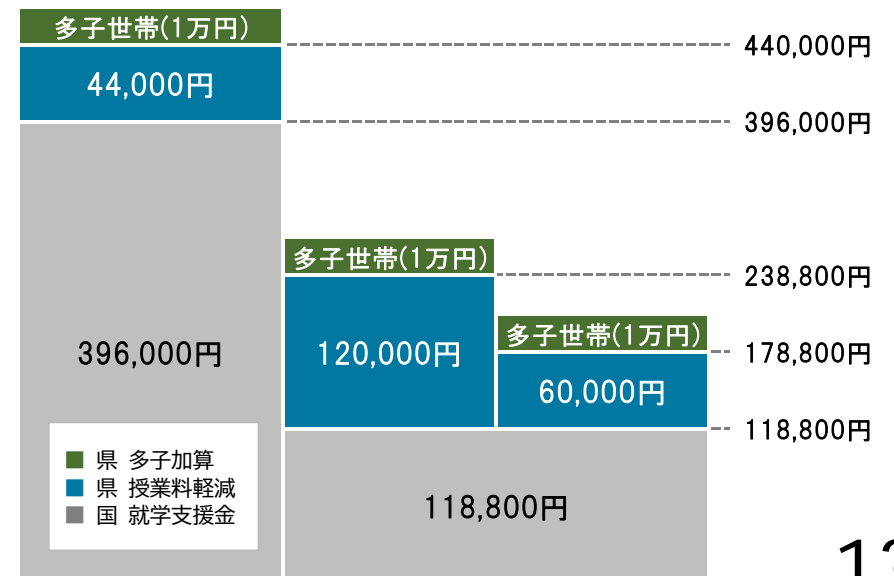 多子世帯(1万円)
440,000円
44,000円
396,000円
多子世帯(1万円)
238,800円
多子世帯(1万円)
396,000円
120,000円
178,800円
60,000円
118,800円
県 多子加算
県 授業料軽減
国 就学支援金
118,800円